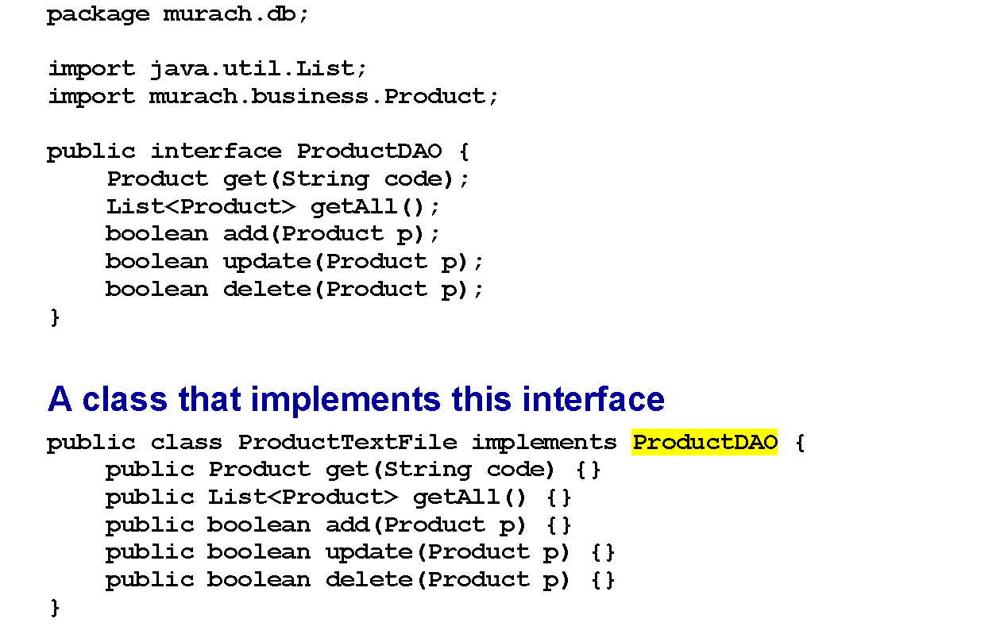 package murach.db;
import java.util.List;
import murach.business.Product;
public interface ProductDAO {
    Product get(String code);
    List<Product> getAll();
    boolean add(Product p);
    boolean update(Product p);
    boolean delete(Product p);
}
A class that implements this interface
public class ProductTextFile implements ProductDAO {
    public Product get(String code) {}
    public List<Product> getAll() {}
    public boolean add(Product p) {}
    public boolean update(Product p) {}
    public boolean delete(Product p) {}
}